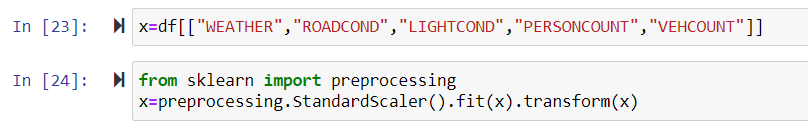 In [23]: x=df[["WEATHER","ROADCOND","LIGHTCOND","PERSONCOUNT","VEHCOUNT"]]
In [24]: from sklearn import preprocessing
x=preprocessing.StandardScaler().fit(x).transform(x)